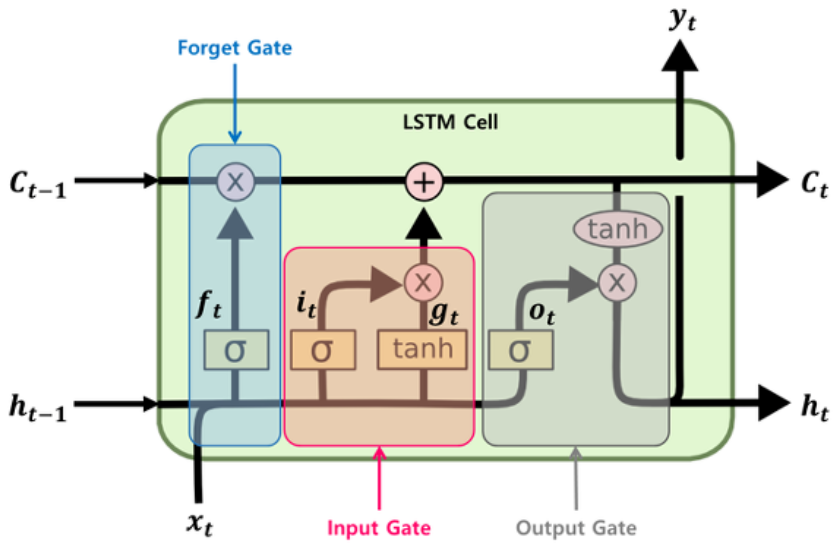 y_t
Forget Gate
LSTM Cell
C_{t-1}
x
+
C_t
tanh
f_t
i_t
x
g_t
o_t
x
σ
σ
tanh
σ
h_{t-1}
h_t
x_t
Input Gate
Output Gate